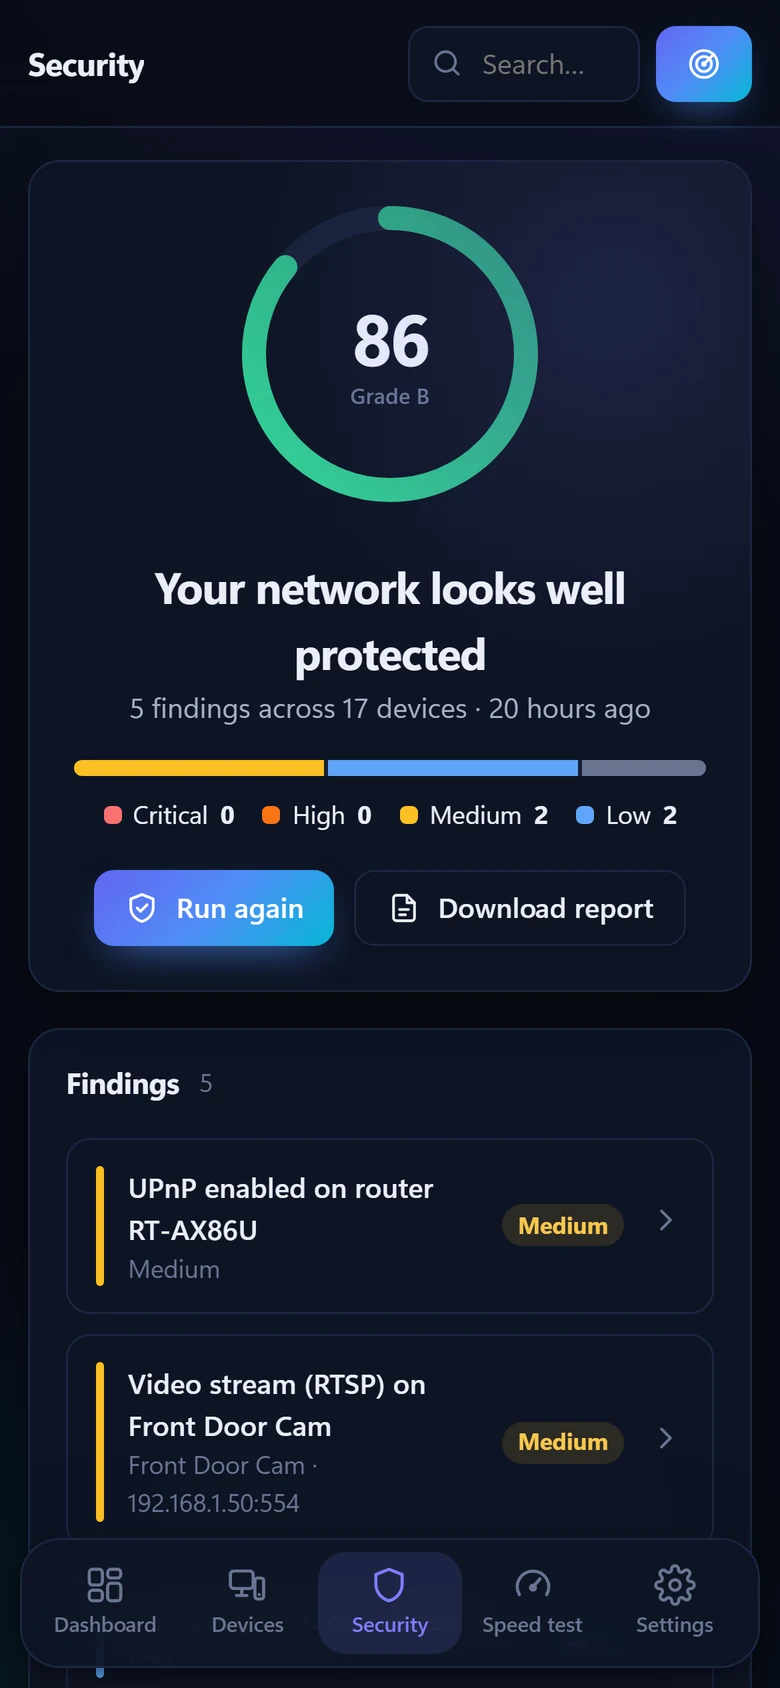 Security
Search...
86
Grade B
Your network looks well
protected
5 findings across 17 devices · 20 hours ago
Critical 0
High 0
Medium 2
Low 2
Run again
Download report
Findings 5
UPnP enabled on router
RT-AX86U
Medium
Medium
Video stream (RTSP) on
Front Door Cam
Front Door Cam ·
192.168.1.50:554
Medium
Dashboard
Devices
Security
Speed test
Settings